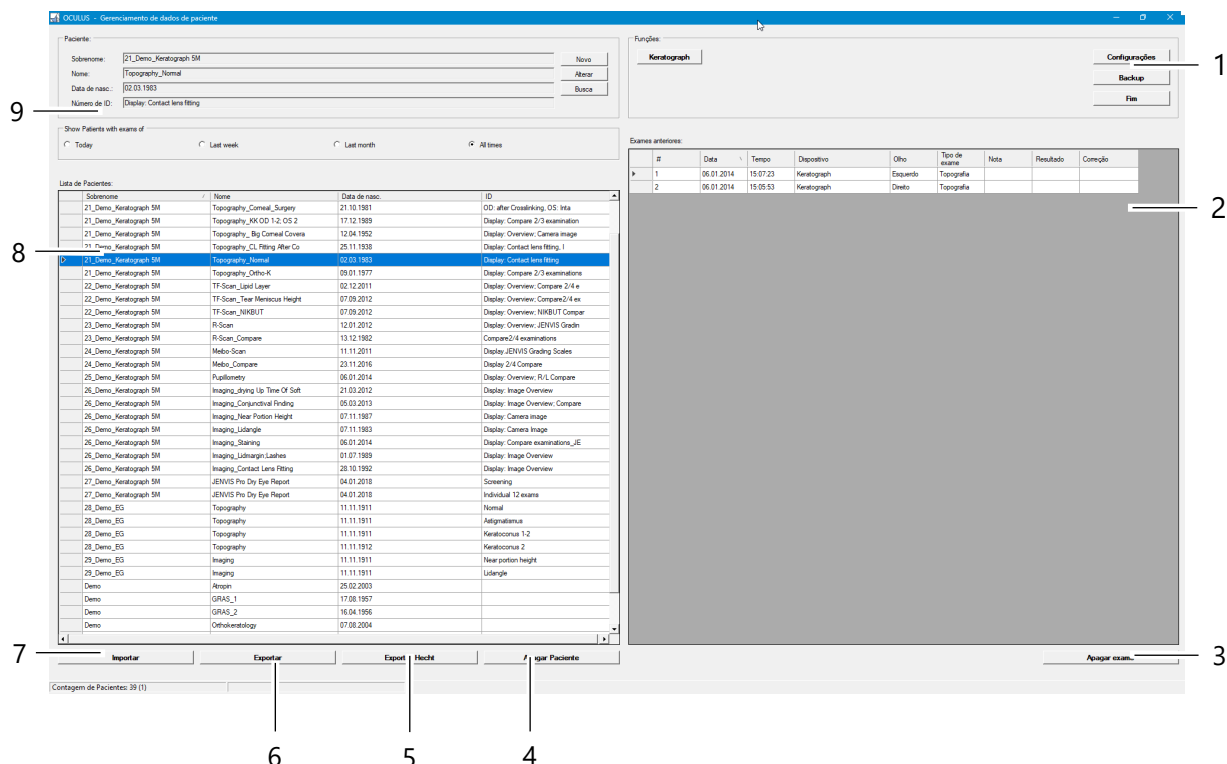 OCULUS - Gerenciamento de dados de paciente
Paciente:
Sobrenome: 21_Demo_Keratograph 5M Novo
Nome: Topography_Normal Alterar
Data de nasc.: 02.03.1983 Busca
Número de ID: Display: Contact lens fitting
Funções:
Keratograph Configurações
Backup
Fim
1
9
Show Patients with exams of
Today Last week Last month All times
Exames anteriores:
# Data Tempo Dispositivo Olho Tipo de exame Nota Resultado Correção
1 06.01.2014 15:07:23 Keratograph Esquerdo Topografia
2 06.01.2014 15:05:53 Keratograph Direito Topografia
2
Lista de Pacientes:
Sobrenome Nome Data de nasc. ID
21_Demo_Keratograph 5M Topography_Corneal_Surgery 21.10.1981 OD: after Crosslinking, OS: Inta
21_Demo_Keratograph 5M Topography_KK OD 1-2; OS 2 17.12.1989 Display: Compare 2/3 examination
21_Demo_Keratograph 5M Topography_ Big Corneal Covera 12.04.1952 Display: Overview; Camera image
21_Demo_Keratograph 5M Topography_CL Fitting After Co 25.11.1938 Display: Contact lens fitting, I
8
21_Demo_Keratograph 5M Topography_Normal 02.03.1983 Display: Contact lens fitting
21_Demo_Keratograph 5M Topography_Ortho-K 09.01.1977 Display: Compare 2/3 examinations
22_Demo_Keratograph 5M TF-Scan_Lipid Layer 02.12.2011 Display: Overview; Compare 2/4 e
22_Demo_Keratograph 5M TF-Scan_Tear Meniscus Height 07.09.2012 Display: Overview; Compare2/4 ex
22_Demo_Keratograph 5M TF-Scan_NIKBUT 07.09.2012 Display: Overview; NIKBUT Compar
23_Demo_Keratograph 5M R-Scan 12.01.2012 Display: Overview; JENVIS Gradin
23_Demo_Keratograph 5M R-Scan_Compare 13.12.1982 Compare2/4 examinations
24_Demo_Keratograph 5M Meibo-Scan 11.11.2011 Display:JENVIS Grading Scales
24_Demo_Keratograph 5M Meibo_Compare 23.11.2016 Display 2/4 Compare
25_Demo_Keratograph 5M Pupillometry 06.01.2014 Display: Overview; R/L Compare
26_Demo_Keratograph 5M Imaging_drying Up Time Of Soft 21.03.2012 Display: Image Overview
26_Demo_Keratograph 5M Imaging_Conjunctival Finding 05.03.2013 Display: Image Overview; Compare
26_Demo_Keratograph 5M Imaging_Near Portion Height 07.11.1987 Display: Camera image
26_Demo_Keratograph 5M Imaging_Lidangle 07.11.1983 Display: Camera Image
26_Demo_Keratograph 5M Imaging_Staining 06.01.2014 Display: Compare examinations_JE
26_Demo_Keratograph 5M Imaging_Lidmargin;Lashes 01.07.1989 Display: Image Overview
26_Demo_Keratograph 5M Imaging_Contact Lens Fitting 28.10.1992 Display: Image Overview
27_Demo_Keratograph 5M JENVIS Pro Dry Eye Report 04.01.2018 Screening
27_Demo_Keratograph 5M JENVIS Pro Dry Eye Report 04.01.2018 Individual 12 exams
28_Demo_EG Topography 11.11.1911 Normal
28_Demo_EG Topography 11.11.1911 Astigmatismus
28_Demo_EG Topography 11.11.1911 Keratoconus 1-2
28_Demo_EG Topography 11.11.1912 Keratoconus 2
29_Demo_EG Imaging 11.11.1911 Near portion height
29_Demo_EG Imaging 11.11.1911 Lidangle
Demo Atropin 25.02.2003
Demo GRAS_1 17.08.1957
Demo GRAS_2 16.04.1956
Demo Orthokeratology 07.08.2004
7 Importar Exportar Export Hecht Apagar Paciente Apagar exame 3
Contagem de Pacientes: 39 (1)
6 5 4